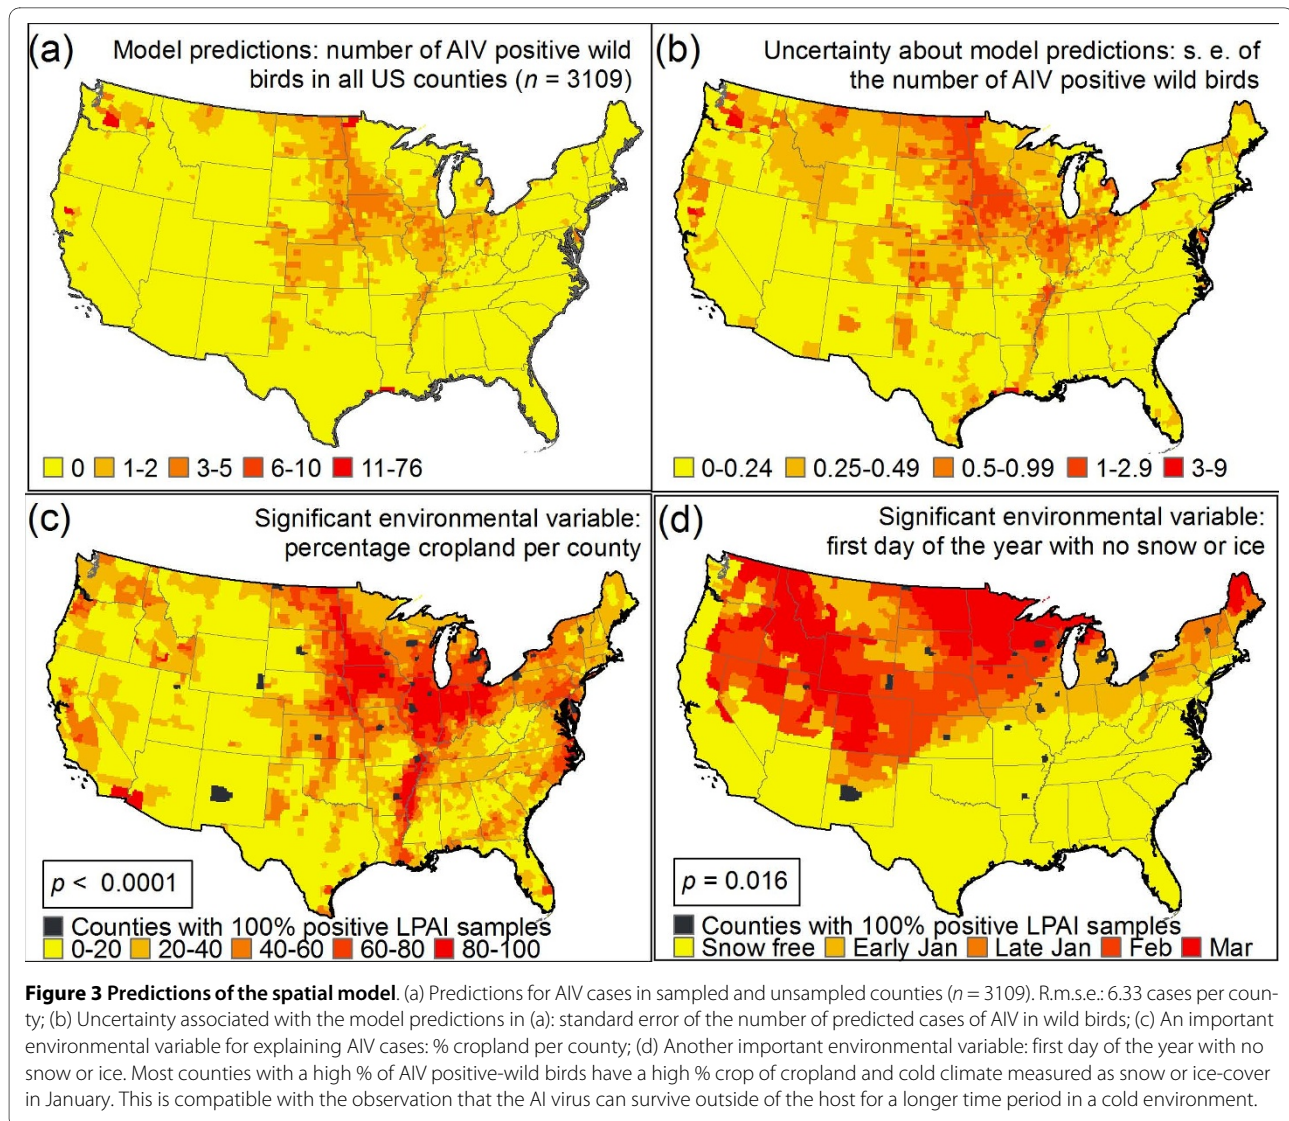 (a)
Model predictions: number of AIV positive wild
birds in all US counties (n = 3109)
0 1-2 3-5 6-10 11-76
(b)
Uncertainty about model predictions: s. e. of
the number of AIV positive wild birds
0-0.24 0.25-0.49 0.5-0.99 1-2.9 3-9
(c)
Significant environmental variable:
percentage cropland per county
p < 0.0001
Counties with 100% positive LPAI samples
0-20 20-40 40-60 60-80 80-100
(d)
Significant environmental variable:
first day of the year with no snow or ice
p = 0.016
Counties with 100% positive LPAI samples
Snow free Early Jan Late Jan Feb Mar
Figure 3 Predictions of the spatial model. (a) Predictions for AIV cases in sampled and unsampled counties (n = 3109). R.m.s.e.: 6.33 cases per coun-
ty; (b) Uncertainty associated with the model predictions in (a): standard error of the number of predicted cases of AIV in wild birds; (c) An important
environmental variable for explaining AIV cases: % cropland per county; (d) Another important environmental variable: first day of the year with no
snow or ice. Most counties with a high % of AIV positive-wild birds have a high % crop of cropland and cold climate measured as snow or ice-cover
in January. This is compatible with the observation that the AI virus can survive outside of the host for a longer time period in a cold environment.